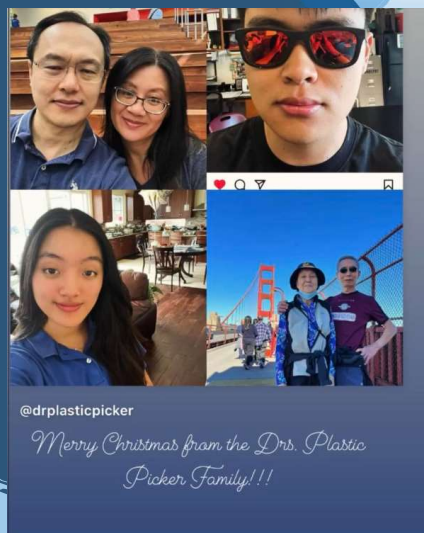 @drplasticpicker
Merry Christmas from the Drs. Plastic
Picker Family!!!